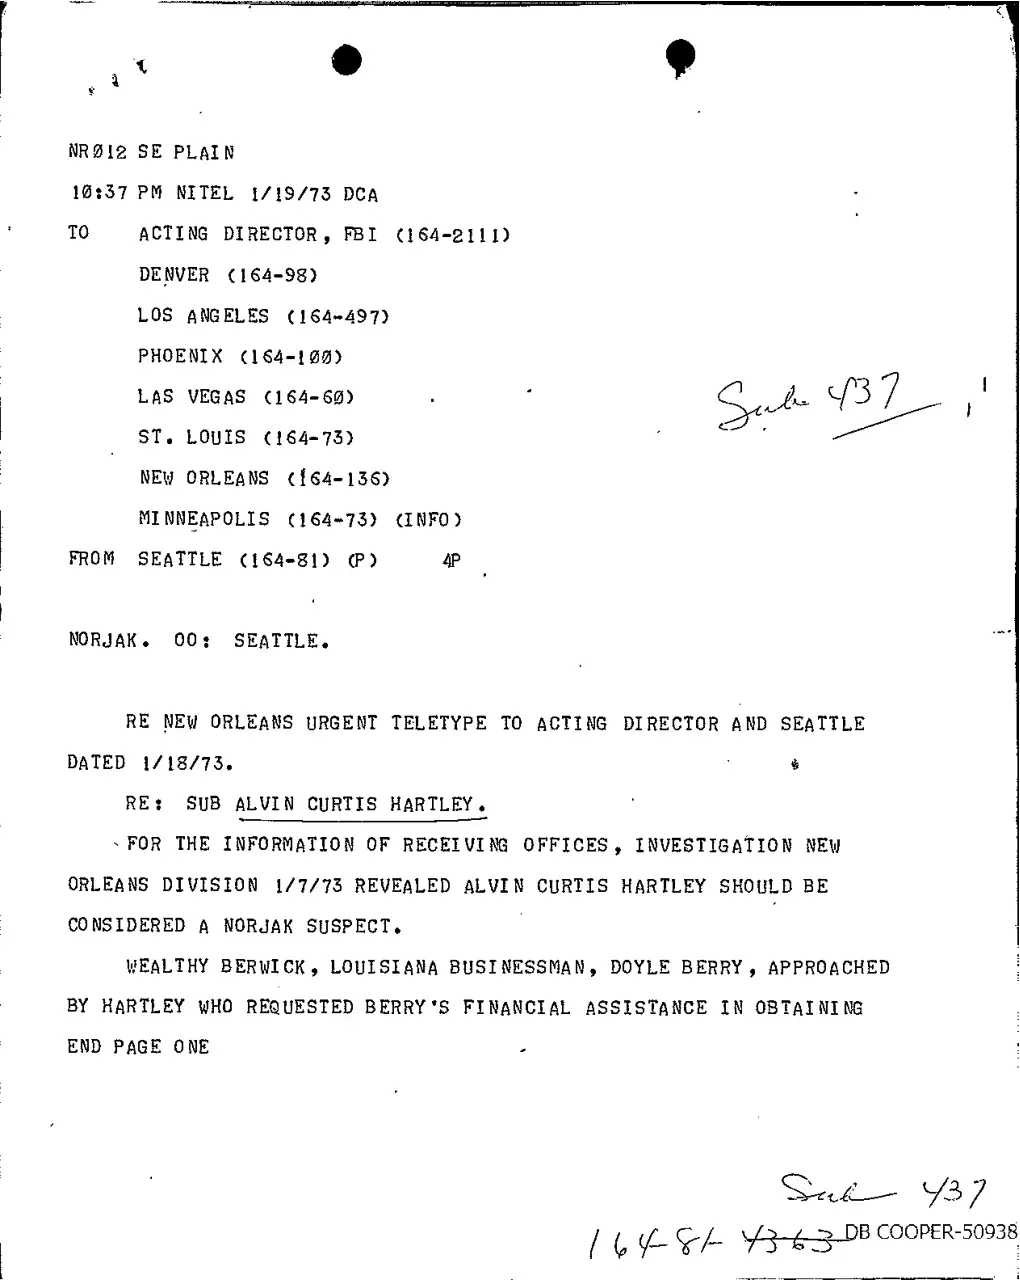 NRØ12 SE PLAIN
1Ø:37 PM NITEL 1/19/73 DCA
TO ACTING DIRECTOR, FBI (164-2111)
DENVER (164-98)
LOS ANGELES (164-497)
PHOENIX (164-1ØØ)
LAS VEGAS (164-6Ø)
Sub 437
ST. LOUIS (164-73)
NEW ORLEANS (164-136)
MINNEAPOLIS (164-73) (INFO)
FROM SEATTLE (164-81) (P) 4P
NORJAK. OO: SEATTLE.
RE NEW ORLEANS URGENT TELETYPE TO ACTING DIRECTOR AND SEATTLE
DATED 1/18/73.
RE: SUB ALVIN CURTIS HARTLEY.
FOR THE INFORMATION OF RECEIVING OFFICES, INVESTIGATION NEW
ORLEANS DIVISION 1/7/73 REVEALED ALVIN CURTIS HARTLEY SHOULD BE
CONSIDERED A NORJAK SUSPECT.
WEALTHY BERWICK, LOUISIANA BUSINESSMAN, DOYLE BERRY, APPROACHED
BY HARTLEY WHO REQUESTED BERRY'S FINANCIAL ASSISTANCE IN OBTAINING
END PAGE ONE
Sub 437
164-81-4363 DB COOPER-50938